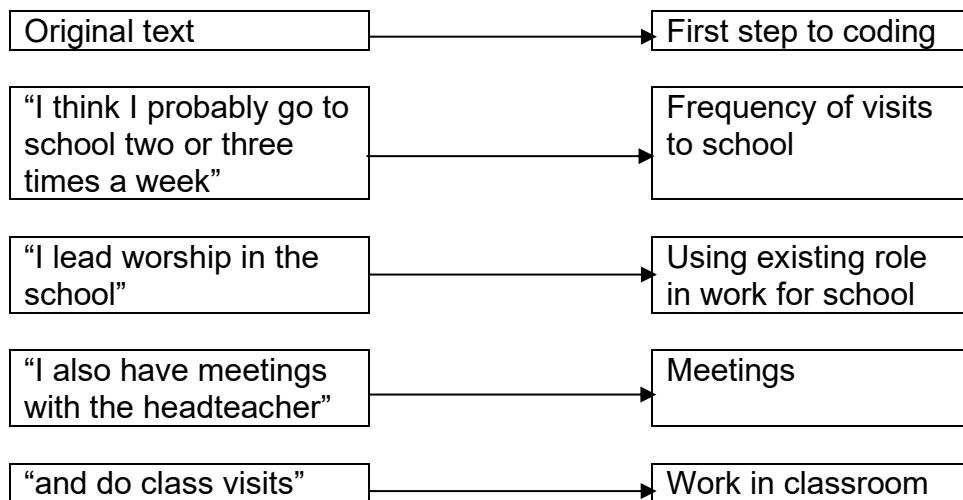 Original text
First step to coding
“I think I probably go to
school two or three
times a week”
Frequency of visits
to school
“I lead worship in the
school”
Using existing role
in work for school
“I also have meetings
with the headteacher”
Meetings
“and do class visits”
Work in classroom